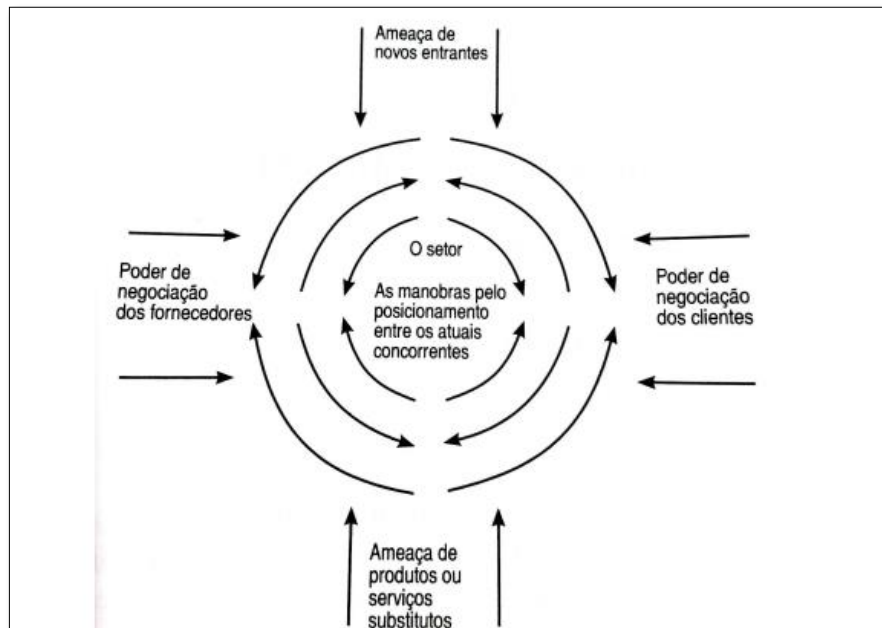 Ameaça de
novos entrantes
O setor
Poder de
negociação
dos fornecedores
As manobras pelo
posicionamento
entre os atuais
concorrentes
Poder de
negociação
dos clientes
Ameaça de
produtos ou
serviços
substitutos